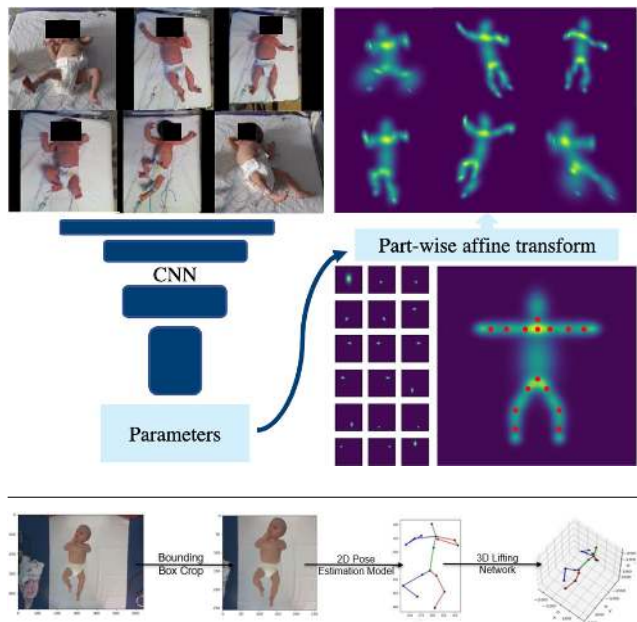 CNN
Part-wise affine transform
Parameters
Bounding
Box Crop
2D Pose
Estimation Model
3D Lifting
Network